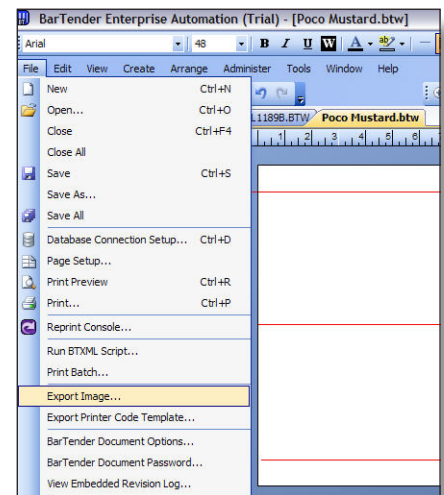 BarTender Enterprise Automation (Trial) - [Poco Mustard.btw]
Arial 48 B I U W A ab
File Edit View Create Arrange Administer Tools Window Help
New Ctrl+N
Open... Ctrl+O
L1189B.BTW Poco Mustard.btw
Close Ctrl+F4
1 2 3 4 5 6
Close All
Save Ctrl+S
Save As...
Save All
Database Connection Setup... Ctrl+D
Page Setup...
Print Preview Ctrl+R
Print... Ctrl+P
Reprint Console...
Run BTXML Script...
Print Batch...
Export Image...
Export Printer Code Template...
BarTender Document Options...
BarTender Document Password...
View Embedded Revision Log...